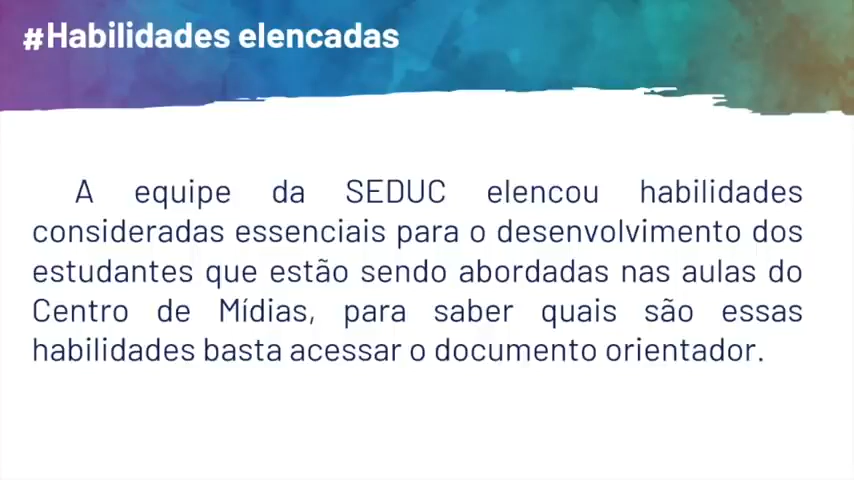 #Habilidades elencadas
A equipe da SEDUC elencou habilidades
consideradas essenciais para o desenvolvimento dos
estudantes que estão sendo abordadas nas aulas do
Centro de Mídias, para saber quais são essas
habilidades basta acessar o documento orientador.